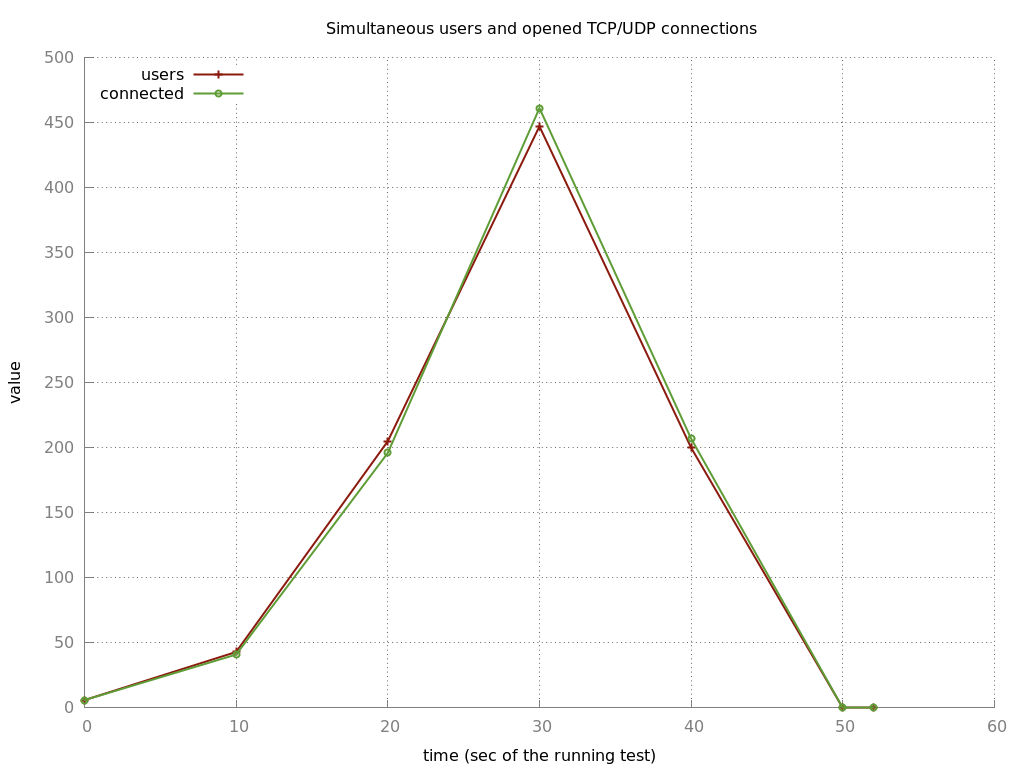 Simultaneous users and opened TCP/UDP connections
500
users
connected
450
400
350
300
250
value
200
150
100
50
0
0 10 20 30 40 50 60
time (sec of the running test)